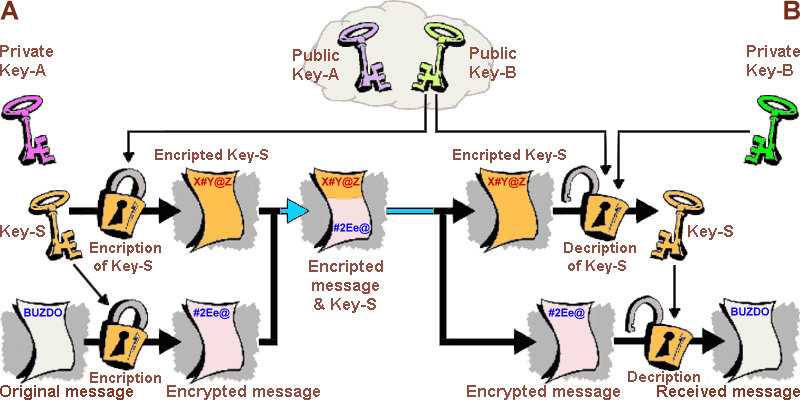 A
B
Private
Key-A
Public
Key-A
Public
Key-B
Private
Key-B
Encripted Key-S
Encripted Key-S
X#Y@Z
X#Y@Z
X#Y@Z
#2Ee@
Key-S
Encription
of Key-S
Encripted
message
& Key-S
Decription
of Key-S
Key-S
BUZDO
#2Ee@
#2Ee@
BUZDO
Original message
Encription
Encrypted message
Encrypted message
Decription
Received message